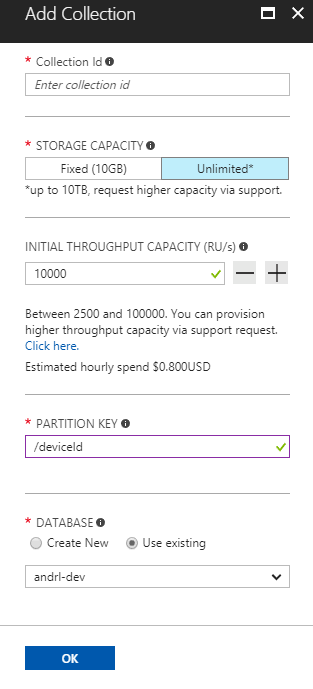 Add Collection
* Collection Id
Enter collection id
* STORAGE CAPACITY
Fixed (10GB) Unlimited*
*up to 10TB, request higher capacity via support.
INITIAL THROUGHPUT CAPACITY (RU/s)
10000
Between 2500 and 100000. You can provision
higher throughput capacity via support request.
Click here.
Estimated hourly spend $0.800USD
* PARTITION KEY
/deviceId
* DATABASE
Create New Use existing
andrl-dev
OK